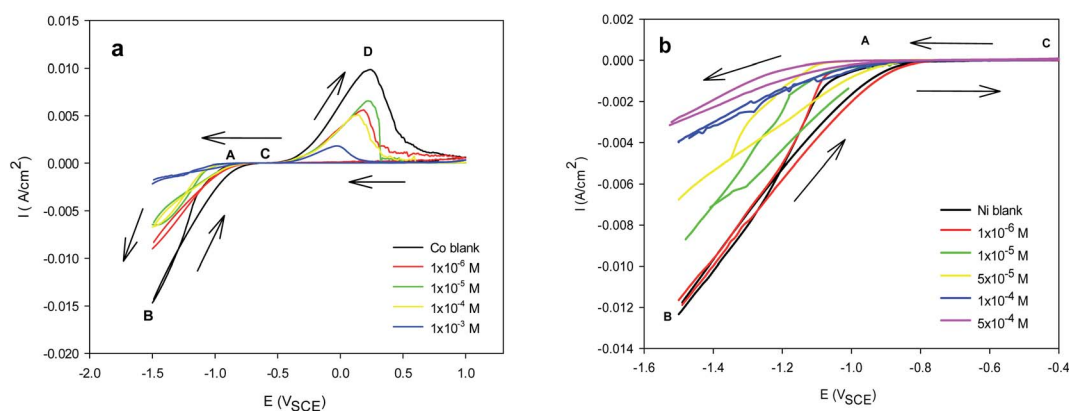 a
0.015
0.010
0.005
0.000
-0.005
-0.010
-0.015
-0.020
I ( A/cm²)
-2.0 -1.5 -1.0 -0.5 0.0 0.5 1.0
E (V_SCE)
A
B
C
D
Co blank
1x10⁻⁶ M
1x10⁻⁵ M
1x10⁻⁴ M
1x10⁻³ M
b
0.002
0.000
-0.002
-0.004
-0.006
-0.008
-0.010
-0.012
-0.014
I (A/cm²)
-1.6 -1.4 -1.2 -1.0 -0.8 -0.6 -0.4
E (V_SCE)
A
B
C
Ni blank
1x10⁻⁶ M
1x10⁻⁵ M
5x10⁻⁵ M
1x10⁻⁴ M
5x10⁻⁴ M